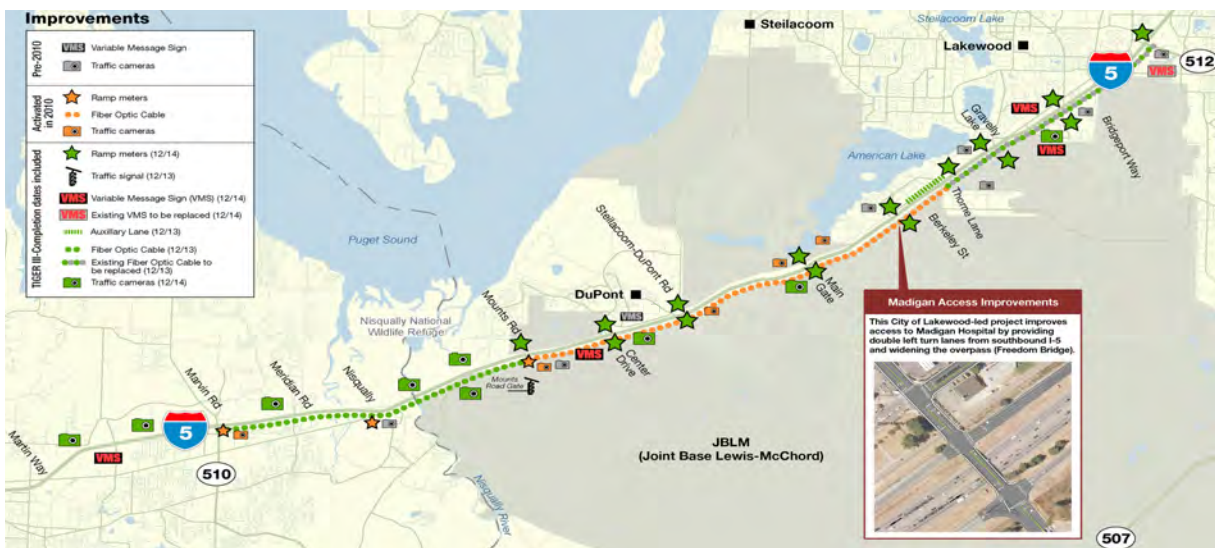 Improvements
Pre-2010
VMS Variable Message Sign
Traffic cameras
Activated
in 2010
Ramp meters
Fiber Optic Cable
Traffic cameras
TIGER III-Completion dates included
Ramp meters (12/14)
Traffic signal (12/13)
VMS Variable Message Sign (VMS) (12/14)
VMS Existing VMS to be replaced (12/14)
Auxillary Lane (12/13)
Fiber Optic Cable (12/13)
Existing Fiber Optic Cable to
be replaced (12/13)
Traffic cameras (12/14)
Steilacoom
Steilacoom Lake
Lakewood
5
512
VMS
VMS
VMS
Gravelly
Lake
Bridgeport Way
American Lake
Thorne Lane
Berkeley St
Puget Sound
Steilacoom-DuPont Rd
Main
Gate
DuPont
VMS
Mounts Rd
Nisqually National
Wildlife Refuge
VMS
Center
Drive
Mounts
Road Gate
Nisqually
Meridian Rd
Marvin Rd
Martin Way
VMS
5
510
Nisqually
River
JBLM
(Joint Base Lewis-McChord)
Madigan Access Improvements
This City of Lakewood-led project improves
access to Madigan Hospital by providing
double left turn lanes from southbound I-5
and widening the overpass (Freedom Bridge).
507